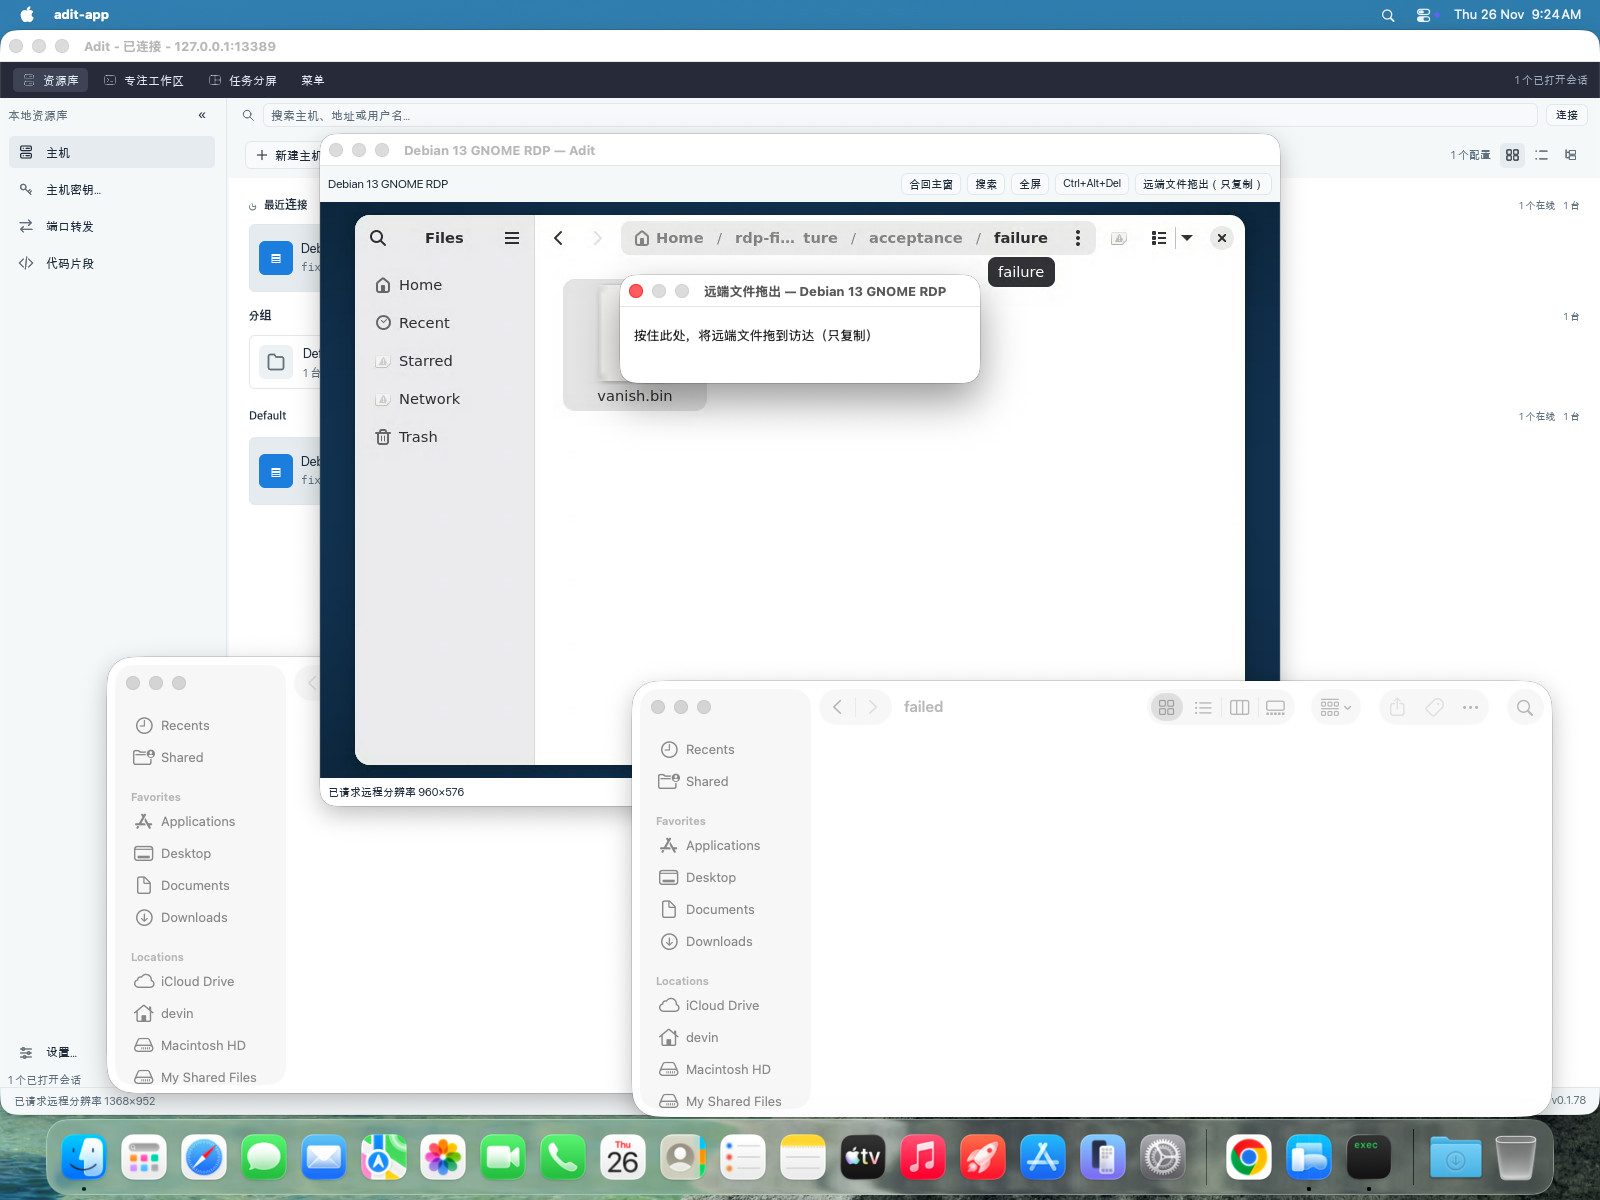 adit-app
Thu 26 Nov 9:24 AM
Adit - 已连接 - 127.0.0.1:13389
资源库
专注工作区
任务分屏
菜单
1 个已打开会话
本地资源库
«
搜索主机、地址或用户名...
连接
主机
主机密钥...
端口转发
代码片段
新建主机
1 个配置
最近连接
1 个在线 1 台
Deb
fix
分组
1 台
Def
1 台
Default
1 个在线 1 台
Deb
fix
Debian 13 GNOME RDP — Adit
Debian 13 GNOME RDP
合回主窗
搜索
全屏
Ctrl+Alt+Del
远端文件拖出（只复制）
Files
Home / rdp-fi... ture / acceptance / failure
failure
Home
Recent
Starred
Network
Trash
远端文件拖出 — Debian 13 GNOME RDP
按住此处，将远端文件拖到访达（只复制）
vanish.bin
已请求远程分辨率 960×576
Recents
Shared
Favorites
Applications
Desktop
Documents
Downloads
Locations
iCloud Drive
devin
Macintosh HD
My Shared Files
failed
Recents
Shared
Favorites
Applications
Desktop
Documents
Downloads
Locations
iCloud Drive
devin
Macintosh HD
My Shared Files
设置...
1 个已打开会话
已请求远程分辨率 1368×952
v0.1.78
Thu
26
tv
exec